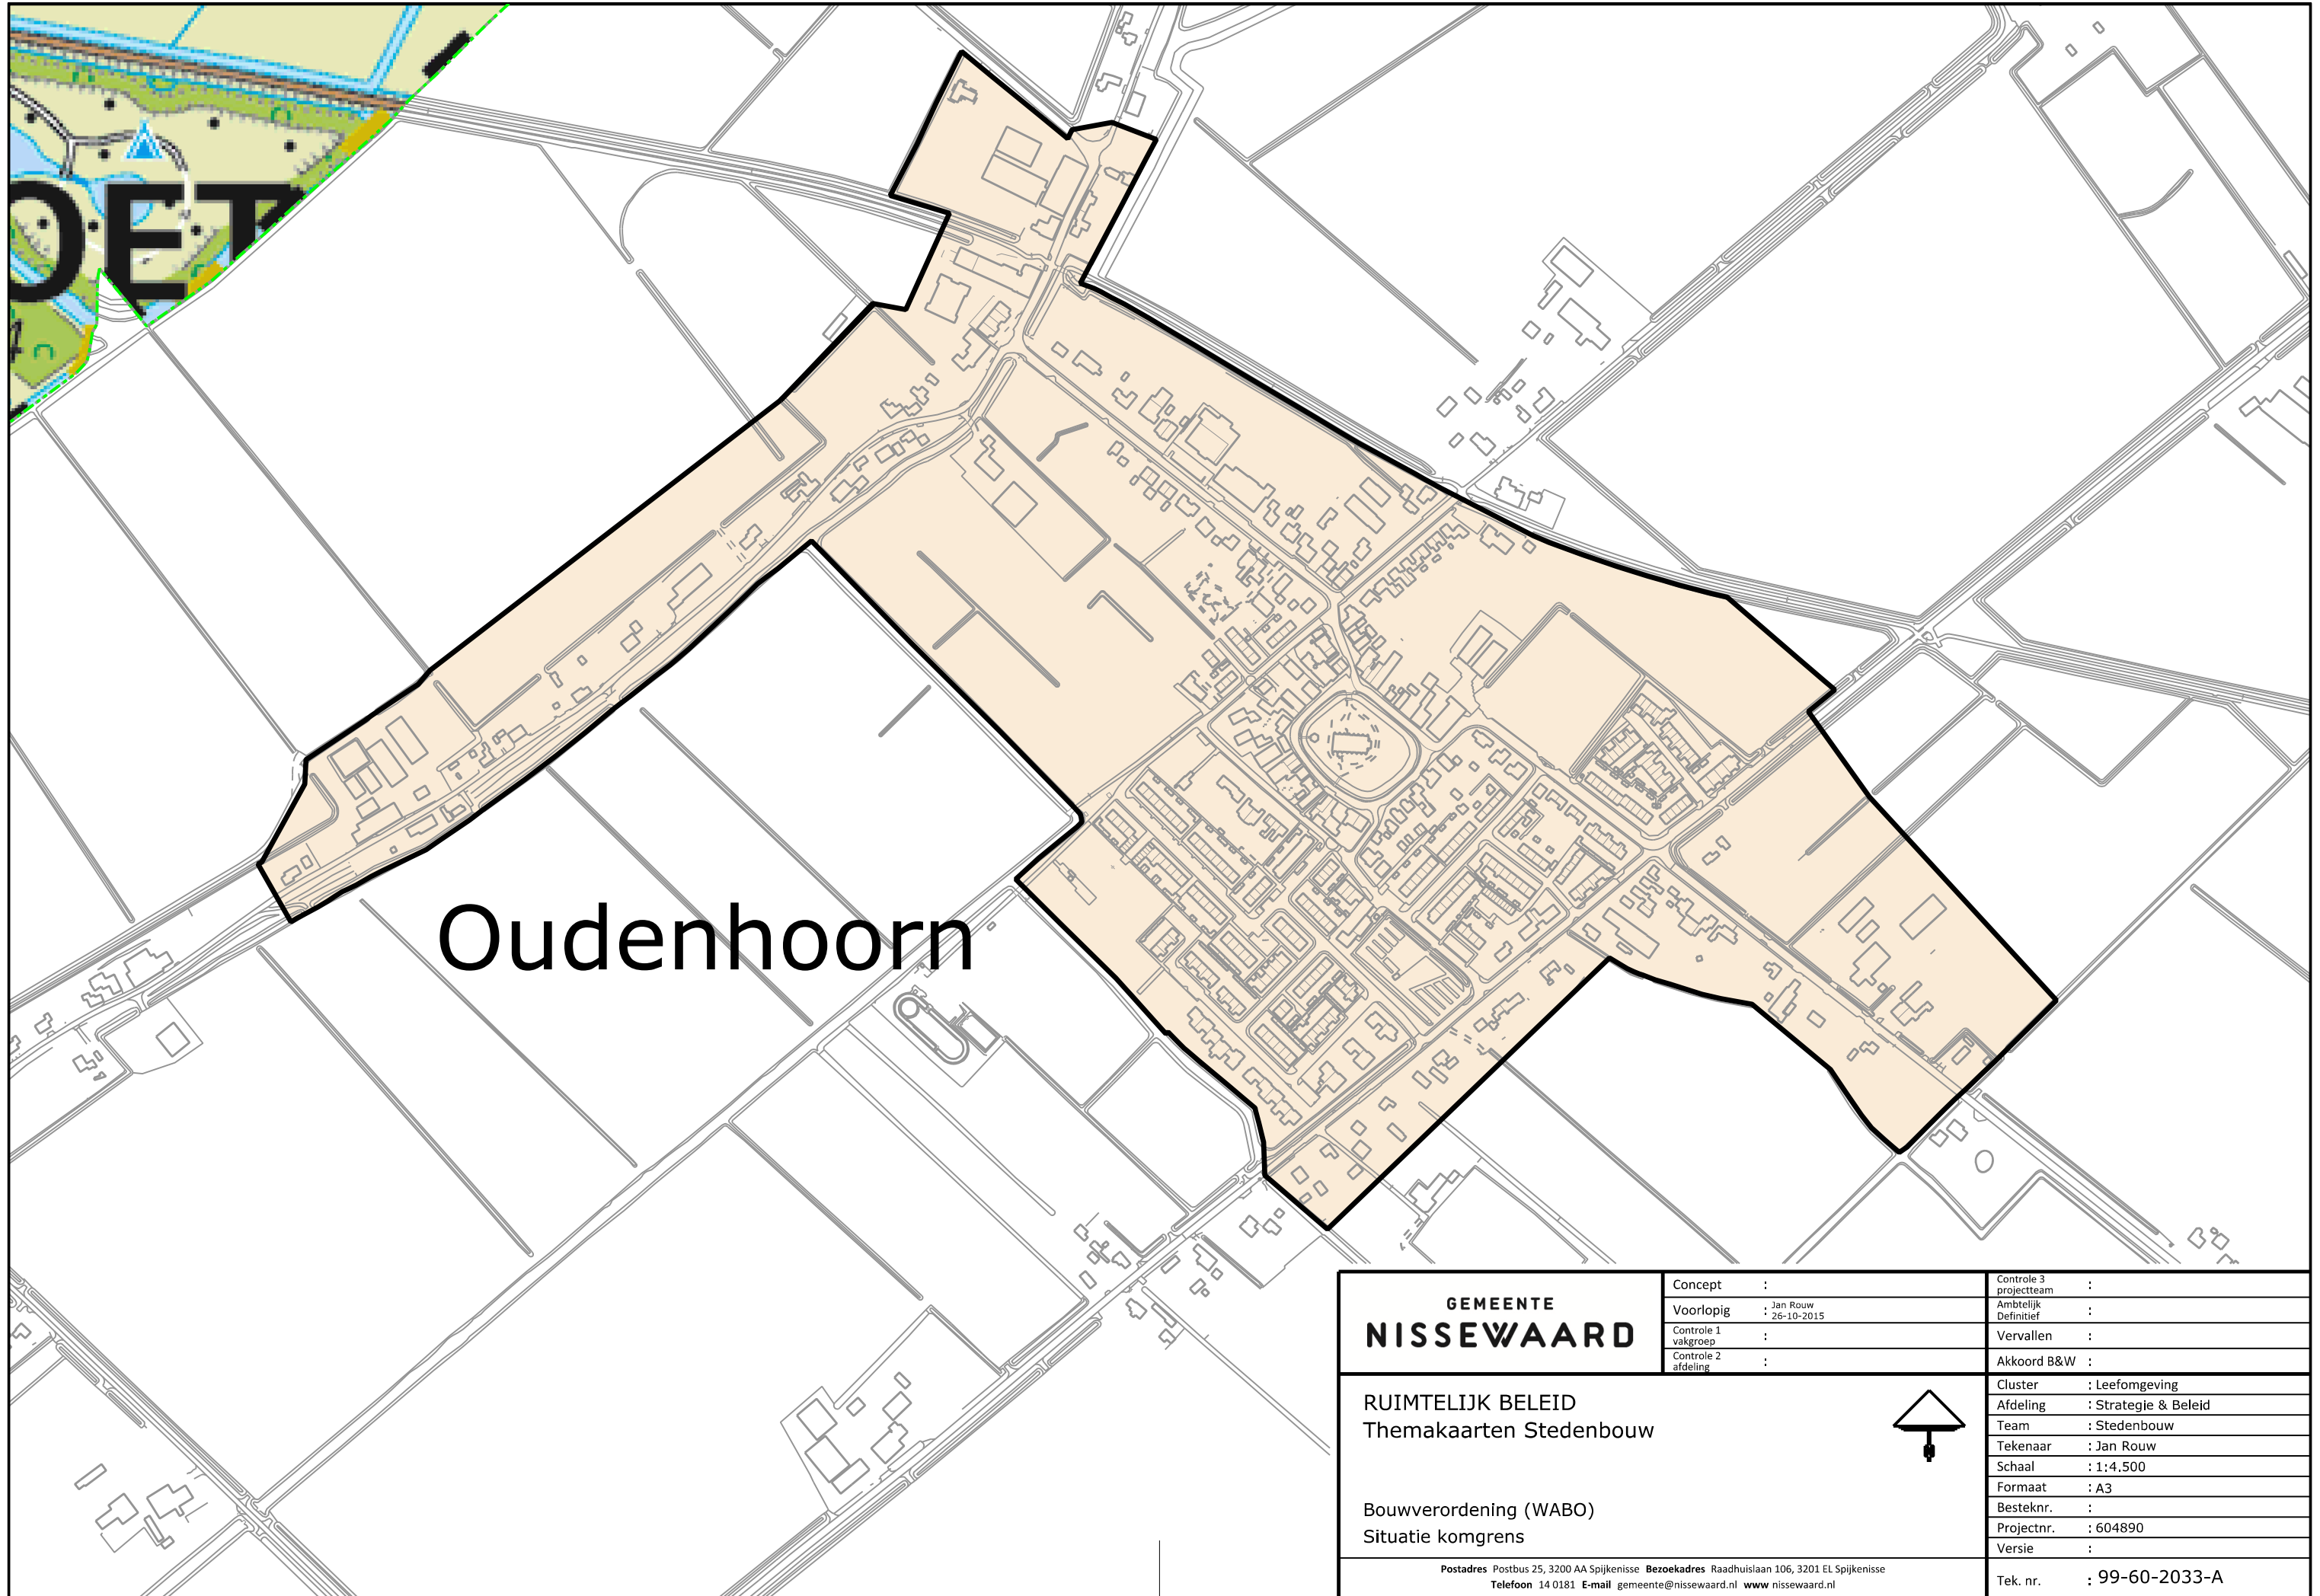 OET
4
Oudenhoorn
GEMEENTE
NISSEWAARD
Concept :
Voorlopig : Jan Rouw
26-10-2015
Controle 1
vakgroep :
Controle 2
afdeling :
Controle 3
projectteam :
Ambtelijk
Definitief :
Vervallen :
Akkoord B&W :
RUIMTELIJK BELEID
Themakaarten Stedenbouw
Bouwverordening (WABO)
Situatie komgrens
Cluster : Leefomgeving
Afdeling : Strategie & Beleid
Team : Stedenbouw
Tekenaar : Jan Rouw
Schaal : 1:4.500
Formaat : A3
Besteknr. :
Projectnr. : 604890
Versie :
Tek. nr. : 99-60-2033-A
Postadres Postbus 25, 3200 AA Spijkenisse Bezoekadres Raadhuislaan 106, 3201 EL Spijkenisse
Telefoon 14 0181 E-mail gemeente@nissewaard.nl www nissewaard.nl